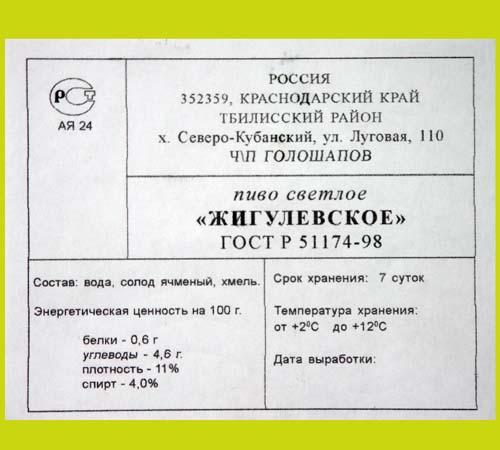 РСТ
АЯ 24
РОССИЯ
352359, КРАСНОДАРСКИЙ КРАЙ
ТБИЛИССКИЙ РАЙОН
х. Северо-Кубанский, ул. Луговая, 110
Ч\П ГОЛОШАПОВ
пиво светлое
«ЖИГУЛЕВСКОЕ»
ГОСТ Р 51174-98
Состав: вода, солод ячменый, хмель.
Энергетическая ценность на 100 г.
белки - 0,6 г
углеводы - 4,6 г.
плотность - 11%
спирт - 4,0%
Срок хранения: 7 суток
Температура хранения:
от +2⁰С до +12⁰С
Дата выработки: